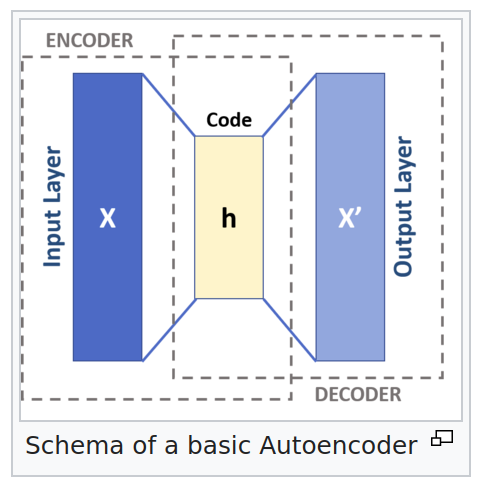 ENCODER
Code
Input Layer
X
h
X’
Output Layer
DECODER
Schema of a basic Autoencoder